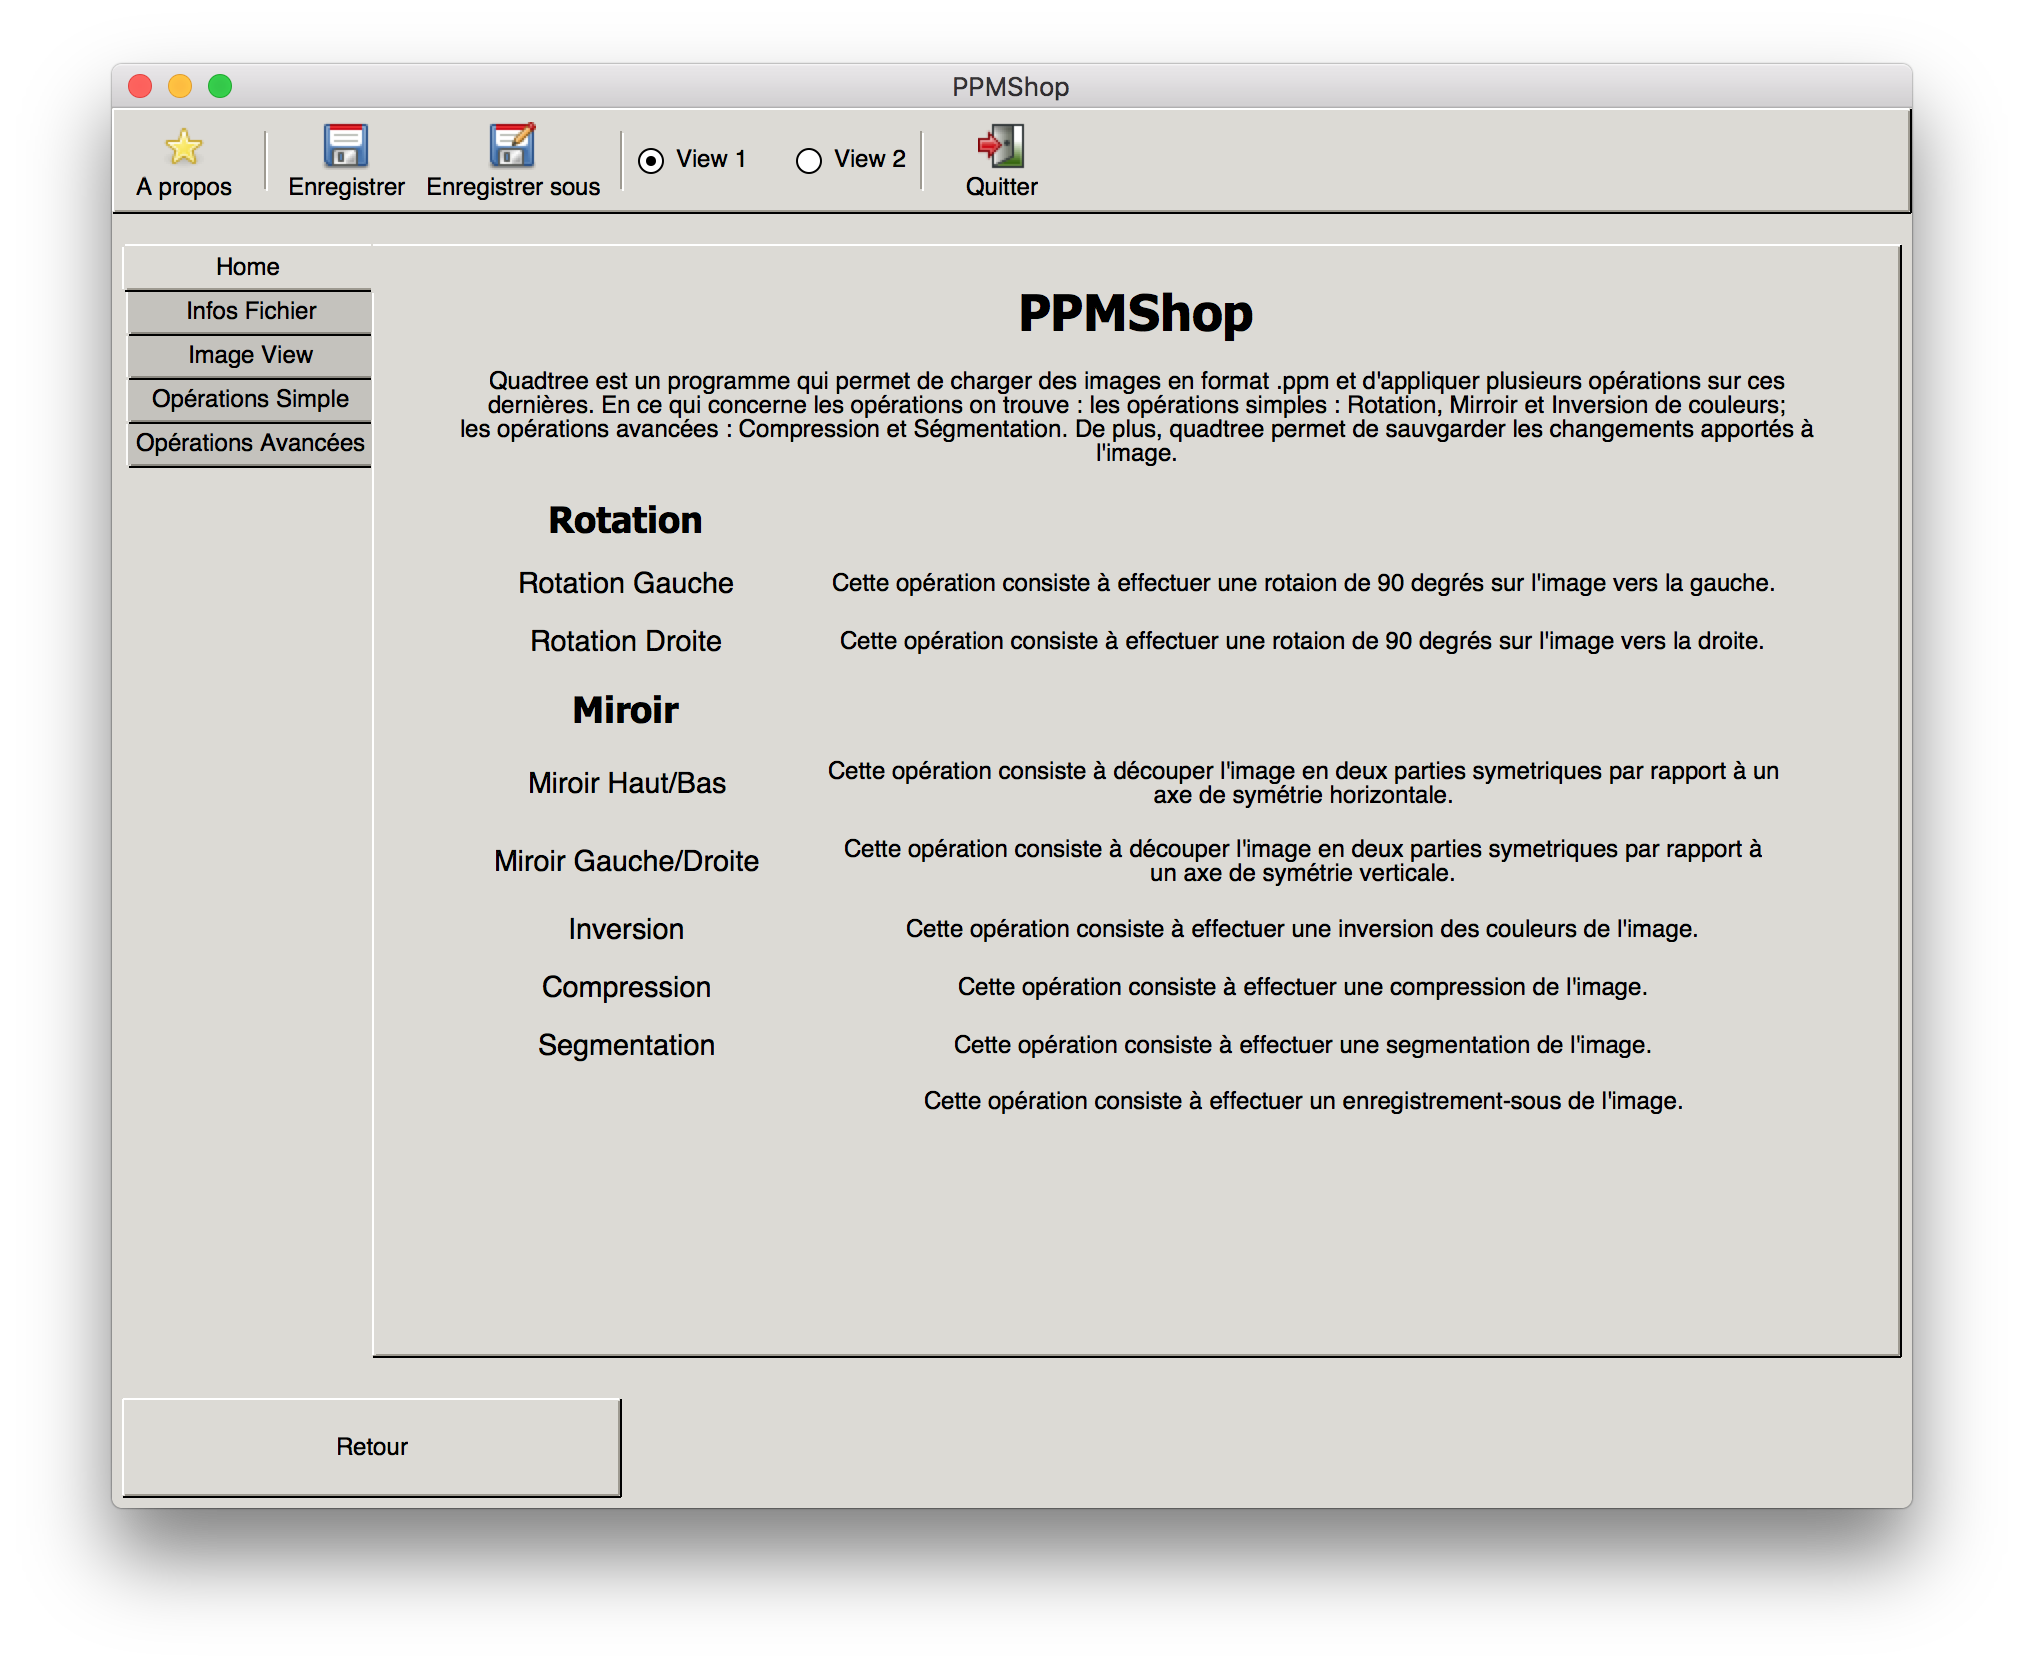 PPMShop
A propos
Enregistrer
Enregistrer sous
View 1
View 2
Quitter
Home
Infos Fichier
Image View
Opérations Simple
Opérations Avancées
PPMShop
Quadtree est un programme qui permet de charger des images en format .ppm et d'appliquer plusieurs opérations sur ces
dernières. En ce qui concerne les opérations on trouve : les opérations simples : Rotation, Mirroir et Inversion de couleurs;
les opérations avancées : Compression et Ségmentation. De plus, quadtree permet de sauvgarder les changements apportés à
l'image.
Rotation
Rotation Gauche
Cette opération consiste à effectuer une rotaion de 90 degrés sur l'image vers la gauche.
Rotation Droite
Cette opération consiste à effectuer une rotaion de 90 degrés sur l'image vers la droite.
Miroir
Miroir Haut/Bas
Cette opération consiste à découper l'image en deux parties symetriques par rapport à un
axe de symétrie horizontale.
Miroir Gauche/Droite
Cette opération consiste à découper l'image en deux parties symetriques par rapport à
un axe de symétrie verticale.
Inversion
Cette opération consiste à effectuer une inversion des couleurs de l'image.
Compression
Cette opération consiste à effectuer une compression de l'image.
Segmentation
Cette opération consiste à effectuer une segmentation de l'image.
Cette opération consiste à effectuer un enregistrement-sous de l'image.
Retour